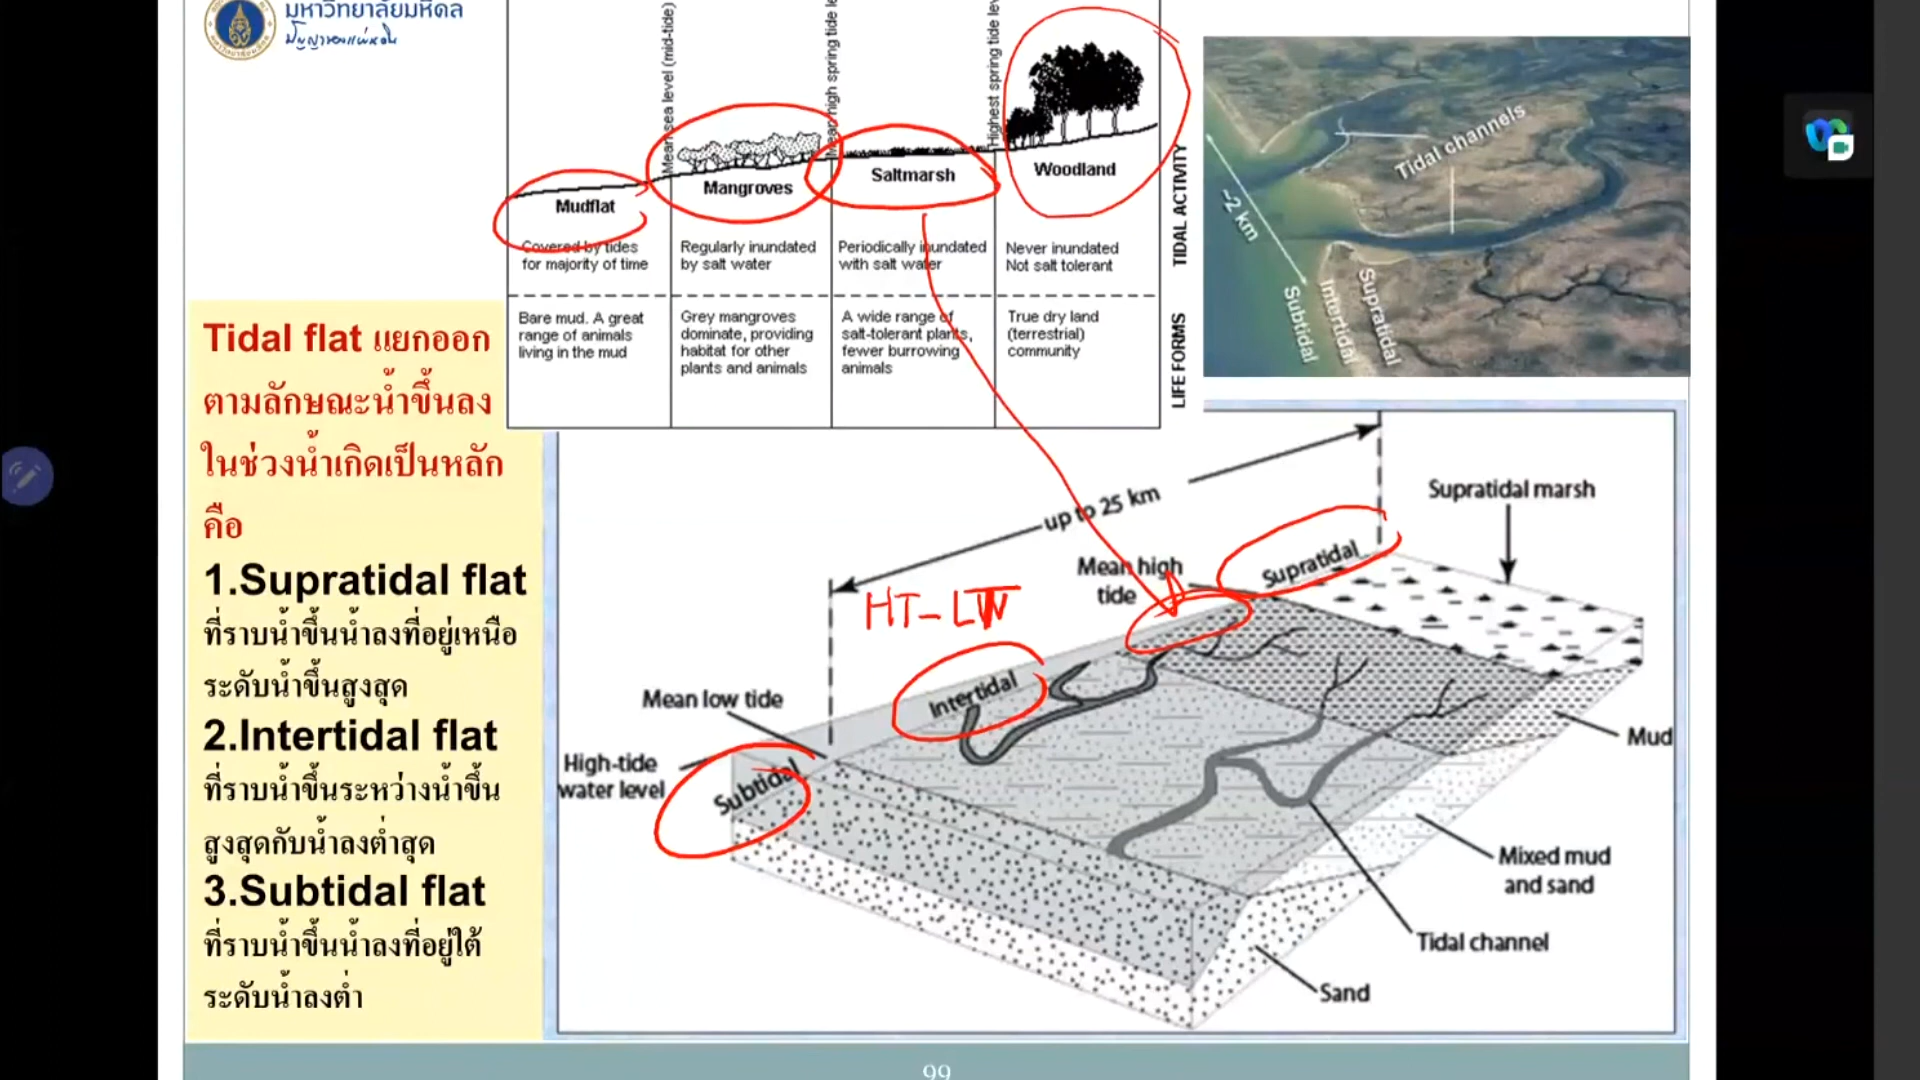 มหาวิทยาลัยมหิดล
ปัญญาของแผ่นดิน
Mean sea level (mid-tide)
Mean high spring tide
Highest spring tide
Mudflat
Mangroves
Saltmarsh
Woodland
TIDAL ACTIVITY
Covered by tides
for majority of time
Regularly inundated
by salt water
Periodically inundated
with salt water
Never inundated
Not salt tolerant
LIFE FORMS
Bare mud. A great
range of animals
living in the mud
Grey mangroves
dominate, providing
habitat for other
plants and animals
A wide range of
salt-tolerant plants,
fewer burrowing
animals
True dry land
(terrestrial)
community
Tidal channels
~2 km
Subtidal
Intertidal
Supratidal
Tidal flat แยกออก
ตามลักษณะน้ำขึ้นลง
ในช่วงน้ำเกิดเป็นหลัก
คือ
1.Supratidal flat
ที่ราบน้ำขึ้นน้ำลงที่อยู่เหนือ
ระดับน้ำขึ้นสูงสุด
2.Intertidal flat
ที่ราบน้ำขึ้นระหว่างน้ำขึ้น
สูงสุดกับน้ำลงต่ำสุด
3.Subtidal flat
ที่ราบน้ำขึ้นน้ำลงที่อยู่ใต้
ระดับน้ำลงต่ำ
up to 25 km
Supratidal marsh
Mean high
tide
Supratidal
HT-LT
Intertidal
Mean low tide
High-tide
water level
Subtidal
Mud
Mixed mud
and sand
Tidal channel
Sand
99